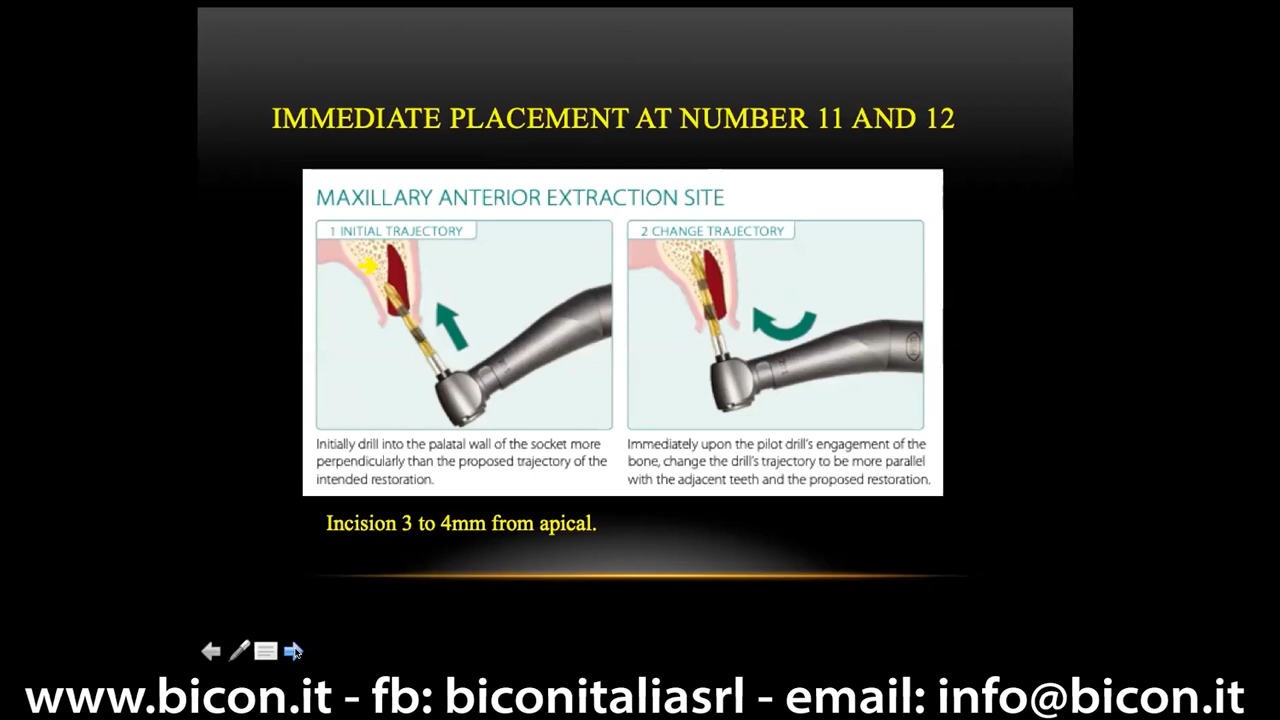 IMMEDIATE PLACEMENT AT NUMBER 11 AND 12
MAXILLARY ANTERIOR EXTRACTION SITE
1 INITIAL TRAJECTORY
Initially drill into the palatal wall of the socket more
perpendicularly than the proposed trajectory of the
intended restoration.
2 CHANGE TRAJECTORY
Immediately upon the pilot drill's engagement of the
bone, change the drill's trajectory to be more parallel
with the adjacent teeth and the proposed restoration.
Incision 3 to 4mm from apical.
www.bicon.it - fb: biconitaliasrl - email: info@bicon.it